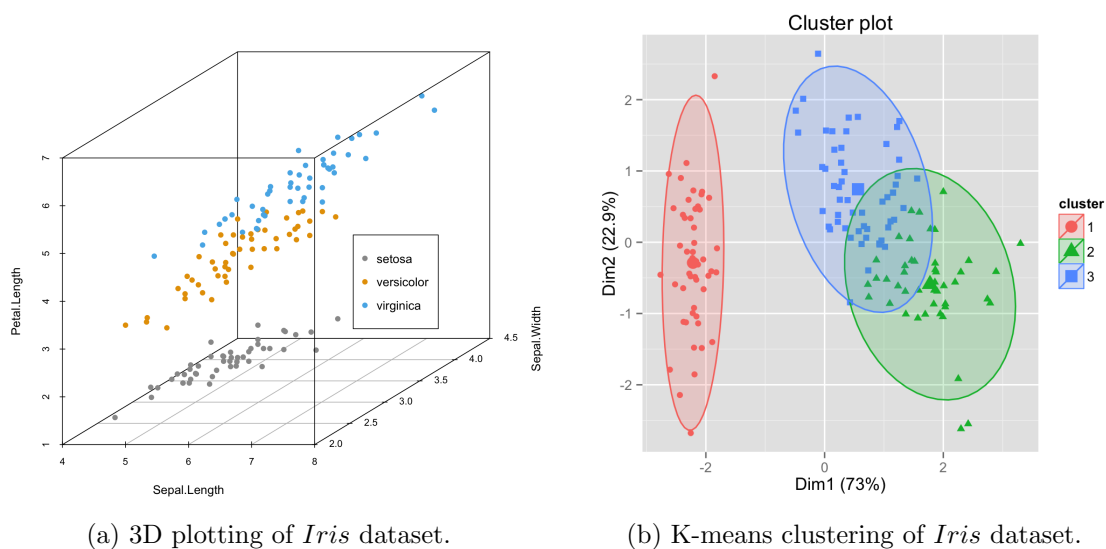 7
6
5
4
3
2
1
Petal.Length
4 5 6 7 8
Sepal.Length
2.0
2.5
3.0
3.5
4.0
4.5
Sepal.Width
setosa
versicolor
virginica
(a) 3D plotting of Iris dataset.
Cluster plot
2
1
0
-1
-2
Dim2 (22.9%)
-2 0 2
Dim1 (73%)
cluster
1
2
3
(b) K-means clustering of Iris dataset.